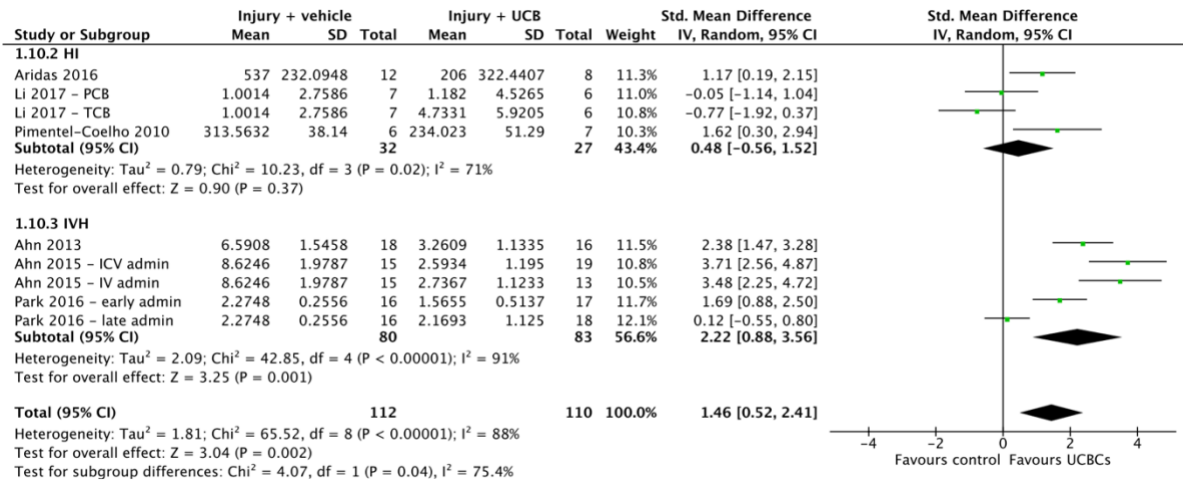 Injury + vehicle Injury + UCB Std. Mean Difference Std. Mean Difference
Study or Subgroup Mean SD Total Mean SD Total Weight IV, Random, 95% CI IV, Random, 95% CI
1.10.2 HI
Aridas 2016 537 232.0948 12 206 322.4407 8 11.3% 1.17 [0.19, 2.15]
Li 2017 – PCB 1.0014 2.7586 7 1.182 4.5265 6 11.0% -0.05 [-1.14, 1.04]
Li 2017 – TCB 1.0014 2.7586 7 4.7331 5.9205 6 10.8% -0.77 [-1.92, 0.37]
Pimentel-Coelho 2010 313.5632 38.14 6 234.023 51.29 7 10.3% 1.62 [0.30, 2.94]
Subtotal (95% CI) 32 27 43.4% 0.48 [-0.56, 1.52]
Heterogeneity: Tau² = 0.79; Chi² = 10.23, df = 3 (P = 0.02); I² = 71%
Test for overall effect: Z = 0.90 (P = 0.37)
1.10.3 IVH
Ahn 2013 6.5908 1.5458 18 3.2609 1.1335 16 11.5% 2.38 [1.47, 3.28]
Ahn 2015 – ICV admin 8.6246 1.9787 15 2.5934 1.195 19 10.8% 3.71 [2.56, 4.87]
Ahn 2015 – IV admin 8.6246 1.9787 15 2.7367 1.1233 13 10.5% 3.48 [2.25, 4.72]
Park 2016 – early admin 2.2748 0.2556 16 1.5655 0.5137 17 11.7% 1.69 [0.88, 2.50]
Park 2016 – late admin 2.2748 0.2556 16 2.1693 1.125 18 12.1% 0.12 [-0.55, 0.80]
Subtotal (95% CI) 80 83 56.6% 2.22 [0.88, 3.56]
Heterogeneity: Tau² = 2.09; Chi² = 42.85, df = 4 (P < 0.00001); I² = 91%
Test for overall effect: Z = 3.25 (P = 0.001)
Total (95% CI) 112 110 100.0% 1.46 [0.52, 2.41]
Heterogeneity: Tau² = 1.81; Chi² = 65.52, df = 8 (P < 0.00001); I² = 88%
Test for overall effect: Z = 3.04 (P = 0.002)
Test for subgroup differences: Chi² = 4.07, df = 1 (P = 0.04), I² = 75.4%
-4 -2 0 2 4
Favours control Favours UCBCs